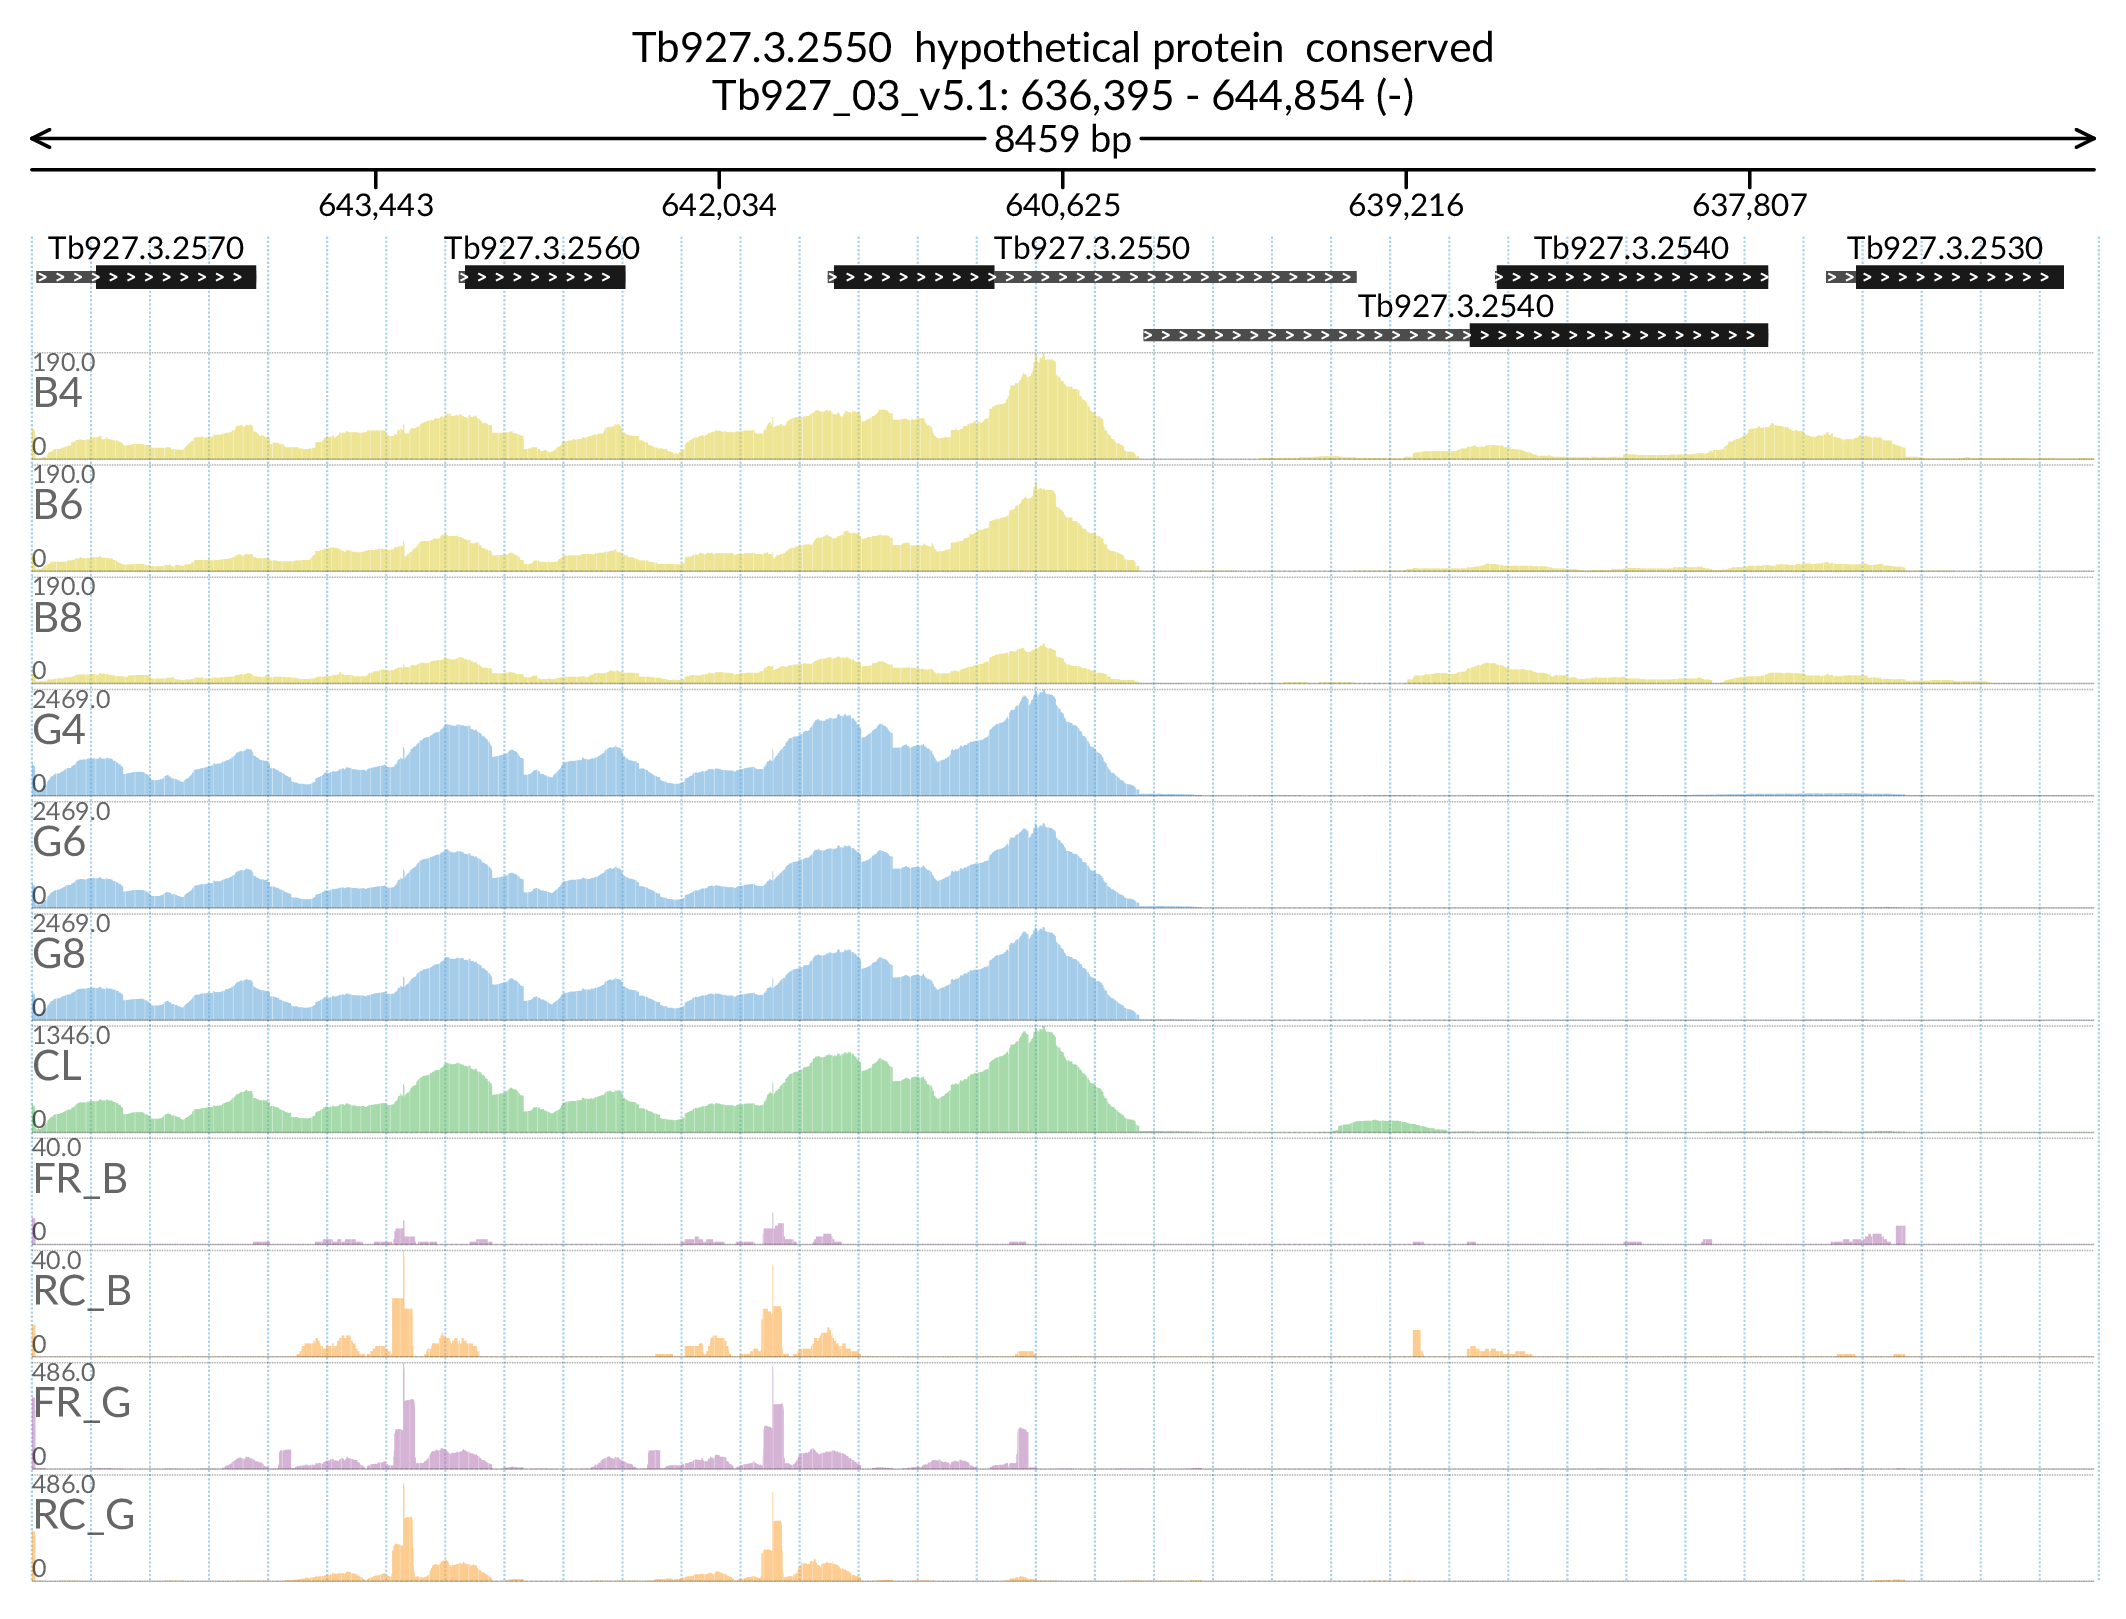 Tb927.3.2550  hypothetical protein  conserved
Tb927_03_v5.1: 636,395 - 644,854 (-)
8459 bp
643,443 642,034 640,625 639,216 637,807
Tb927.3.2570 Tb927.3.2560 Tb927.3.2550 Tb927.3.2540 Tb927.3.2530
Tb927.3.2540
190.0
B4
0
190.0
B6
0
190.0
B8
0
2469.0
G4
0
2469.0
G6
0
2469.0
G8
0
1346.0
CL
0
40.0
FR_B
0
40.0
RC_B
0
486.0
FR_G
0
486.0
RC_G
0